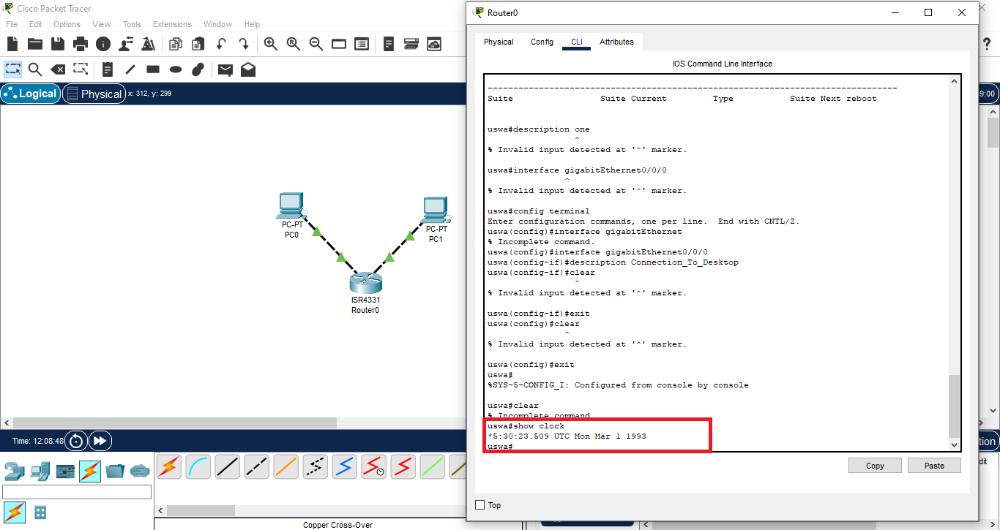 Cisco Packet Tracer
File Edit Options View Tools Extensions Window Help
Logical
Physical
x: 312, y: 299
9:00
PC-PT
PC0
PC-PT
PC1
ISR4331
Router0
Time: 12:08:48
Copper Cross-Over
tion
dit
Router0
Physical Config CLI Attributes
IOS Command Line Interface
--------------------------------------------------------------------------------
Suite Suite Current Type Suite Next reboot
uswa#description one
^
% Invalid input detected at '^' marker.
uswa#interface gigabitEthernet0/0/0
^
% Invalid input detected at '^' marker.
uswa#config terminal
Enter configuration commands, one per line. End with CNTL/Z.
uswa(config)#interface gigabitEthernet
% Incomplete command.
uswa(config)#interface gigabitEthernet0/0/0
uswa(config-if)#description Connection_To_Desktop
uswa(config-if)#clear
^
% Invalid input detected at '^' marker.
uswa(config-if)#exit
uswa(config)#clear
^
% Invalid input detected at '^' marker.
uswa(config)#exit
uswa#
%SYS-5-CONFIG_I: Configured from console by console
uswa#clear
% Incomplete command
uswa#show clock
*5:30:23.509 UTC Mon Mar 1 1993
uswa#
Copy
Paste
Top